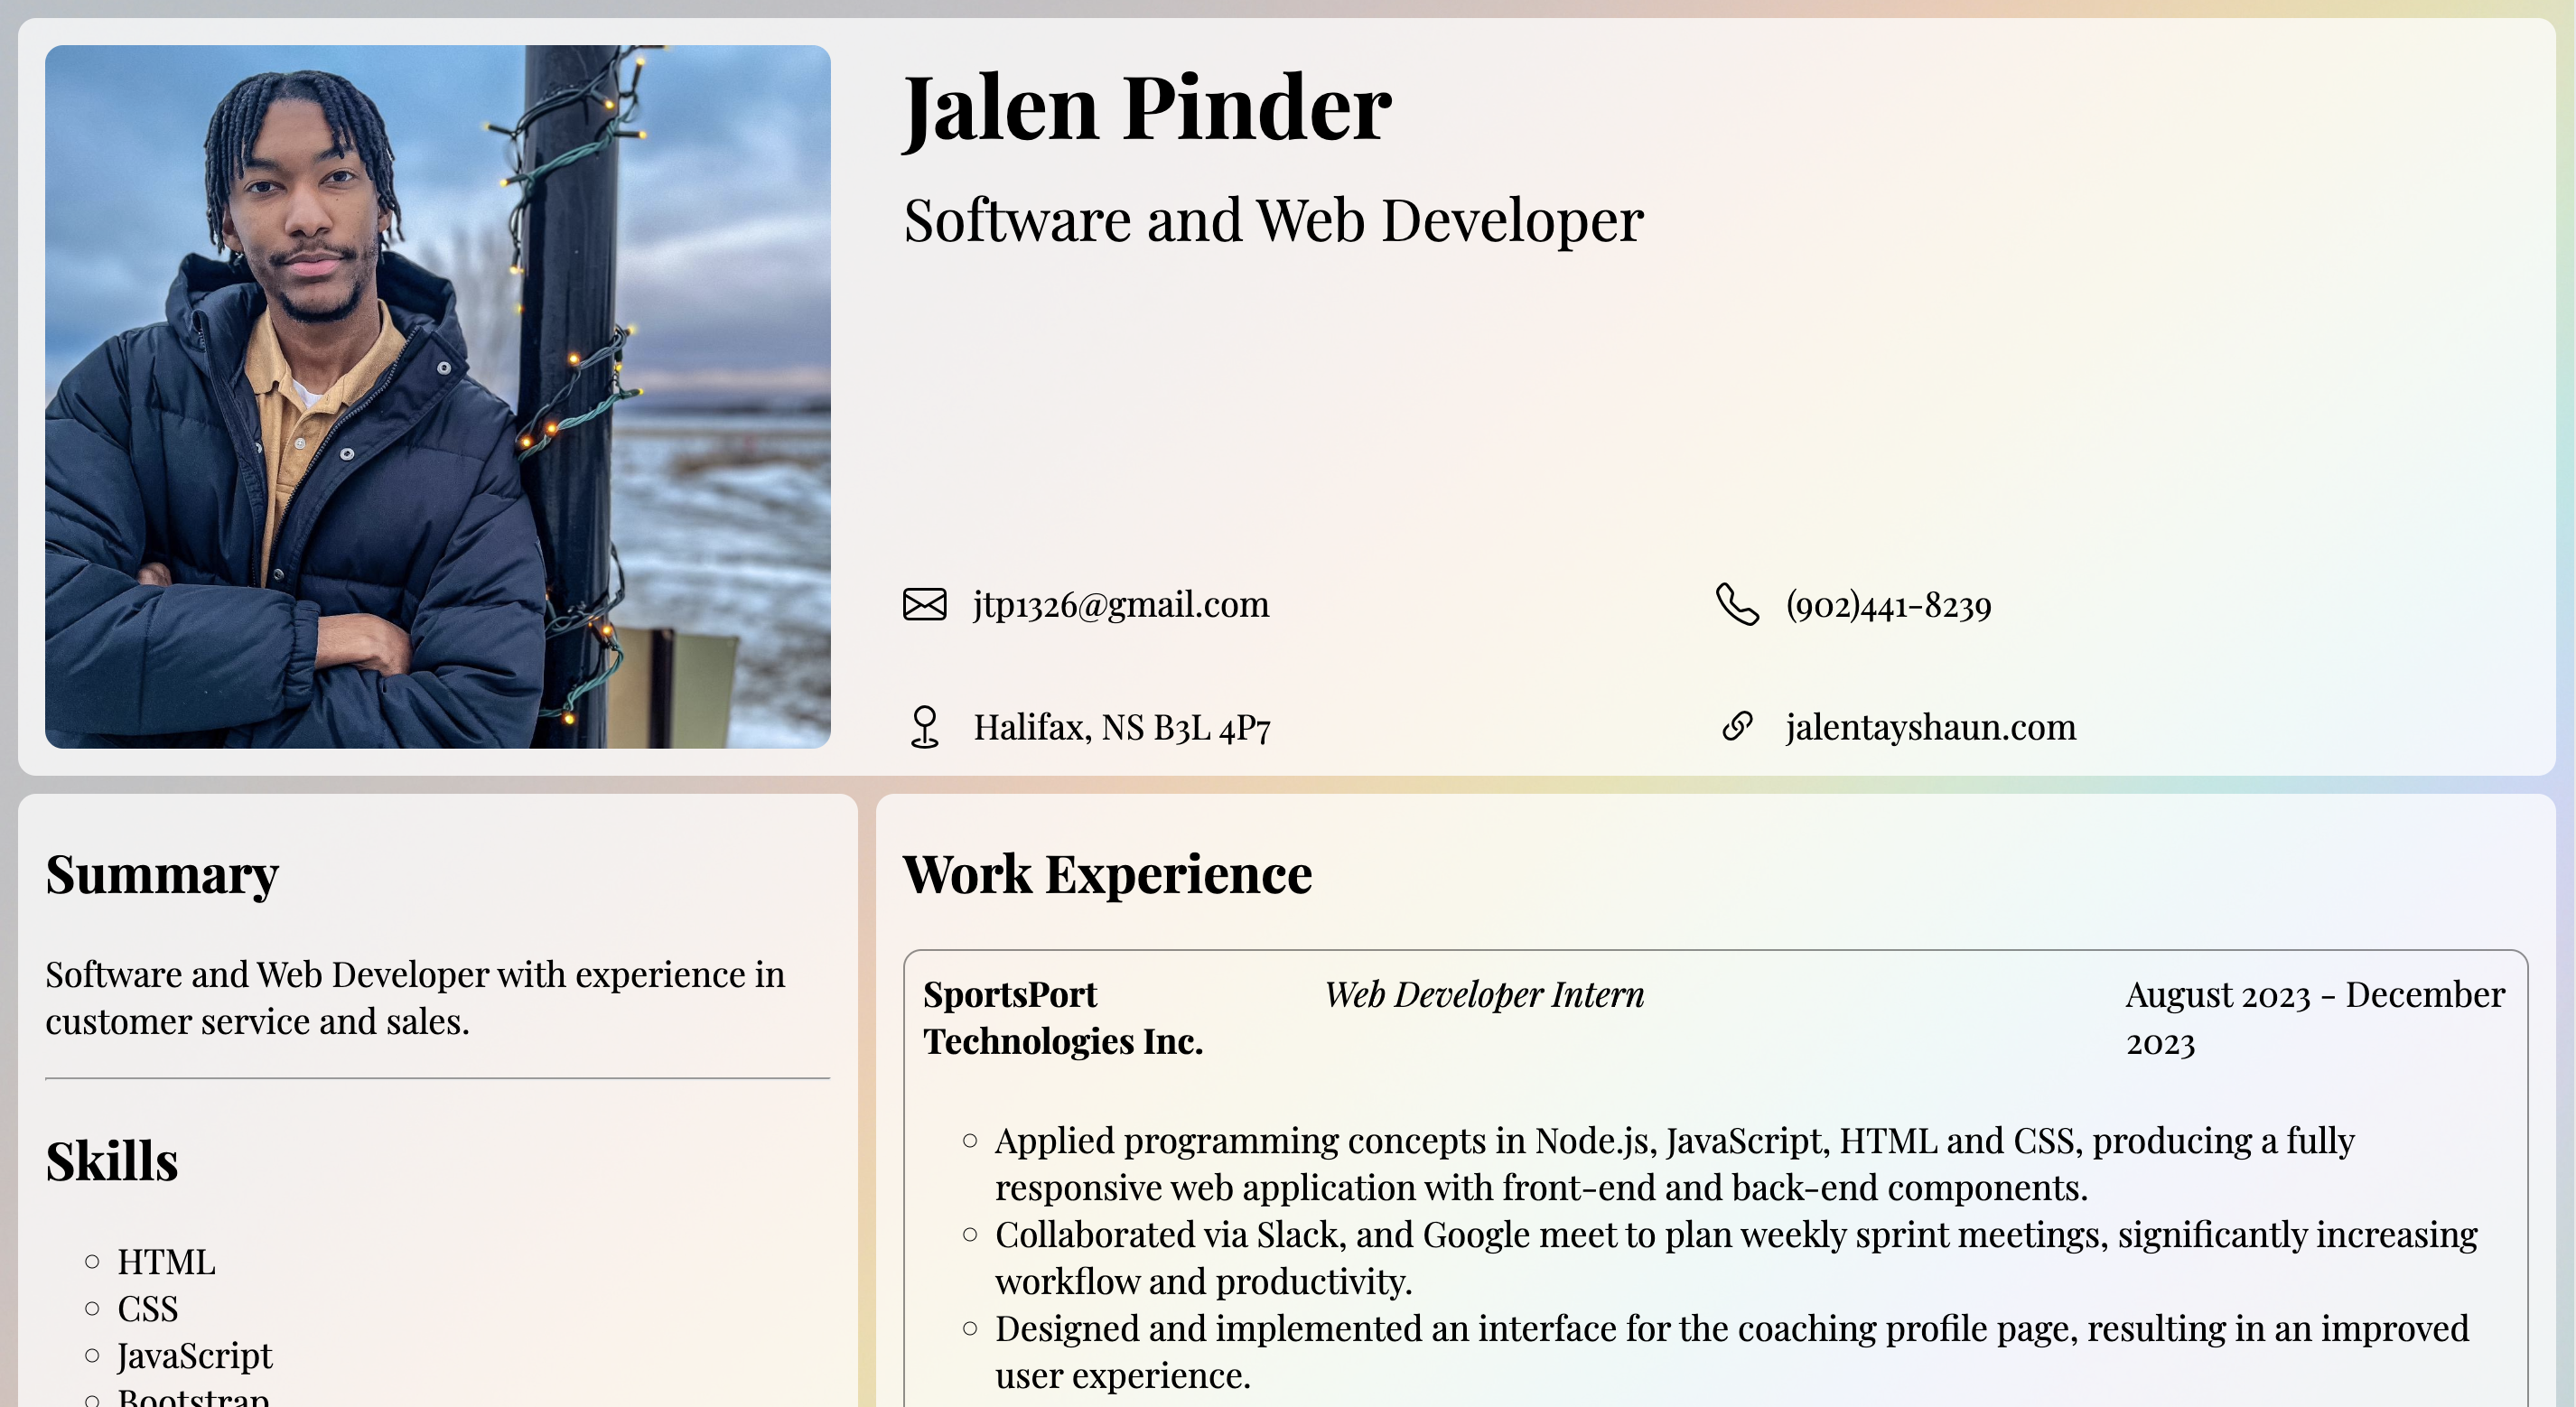 Jalen Pinder
Software and Web Developer
jtp1326@gmail.com
(902)441-8239
Halifax, NS B3L 4P7
jalentayshaun.com
Summary
Software and Web Developer with experience in
customer service and sales.
Skills
HTML
CSS
JavaScript
Bootstrap
Work Experience
SportsPort
Technologies Inc.
Web Developer Intern
August 2023 - December
2023
Applied programming concepts in Node.js, JavaScript, HTML and CSS, producing a fully
responsive web application with front-end and back-end components.
Collaborated via Slack, and Google meet to plan weekly sprint meetings, significantly increasing
workflow and productivity.
Designed and implemented an interface for the coaching profile page, resulting in an improved
user experience.